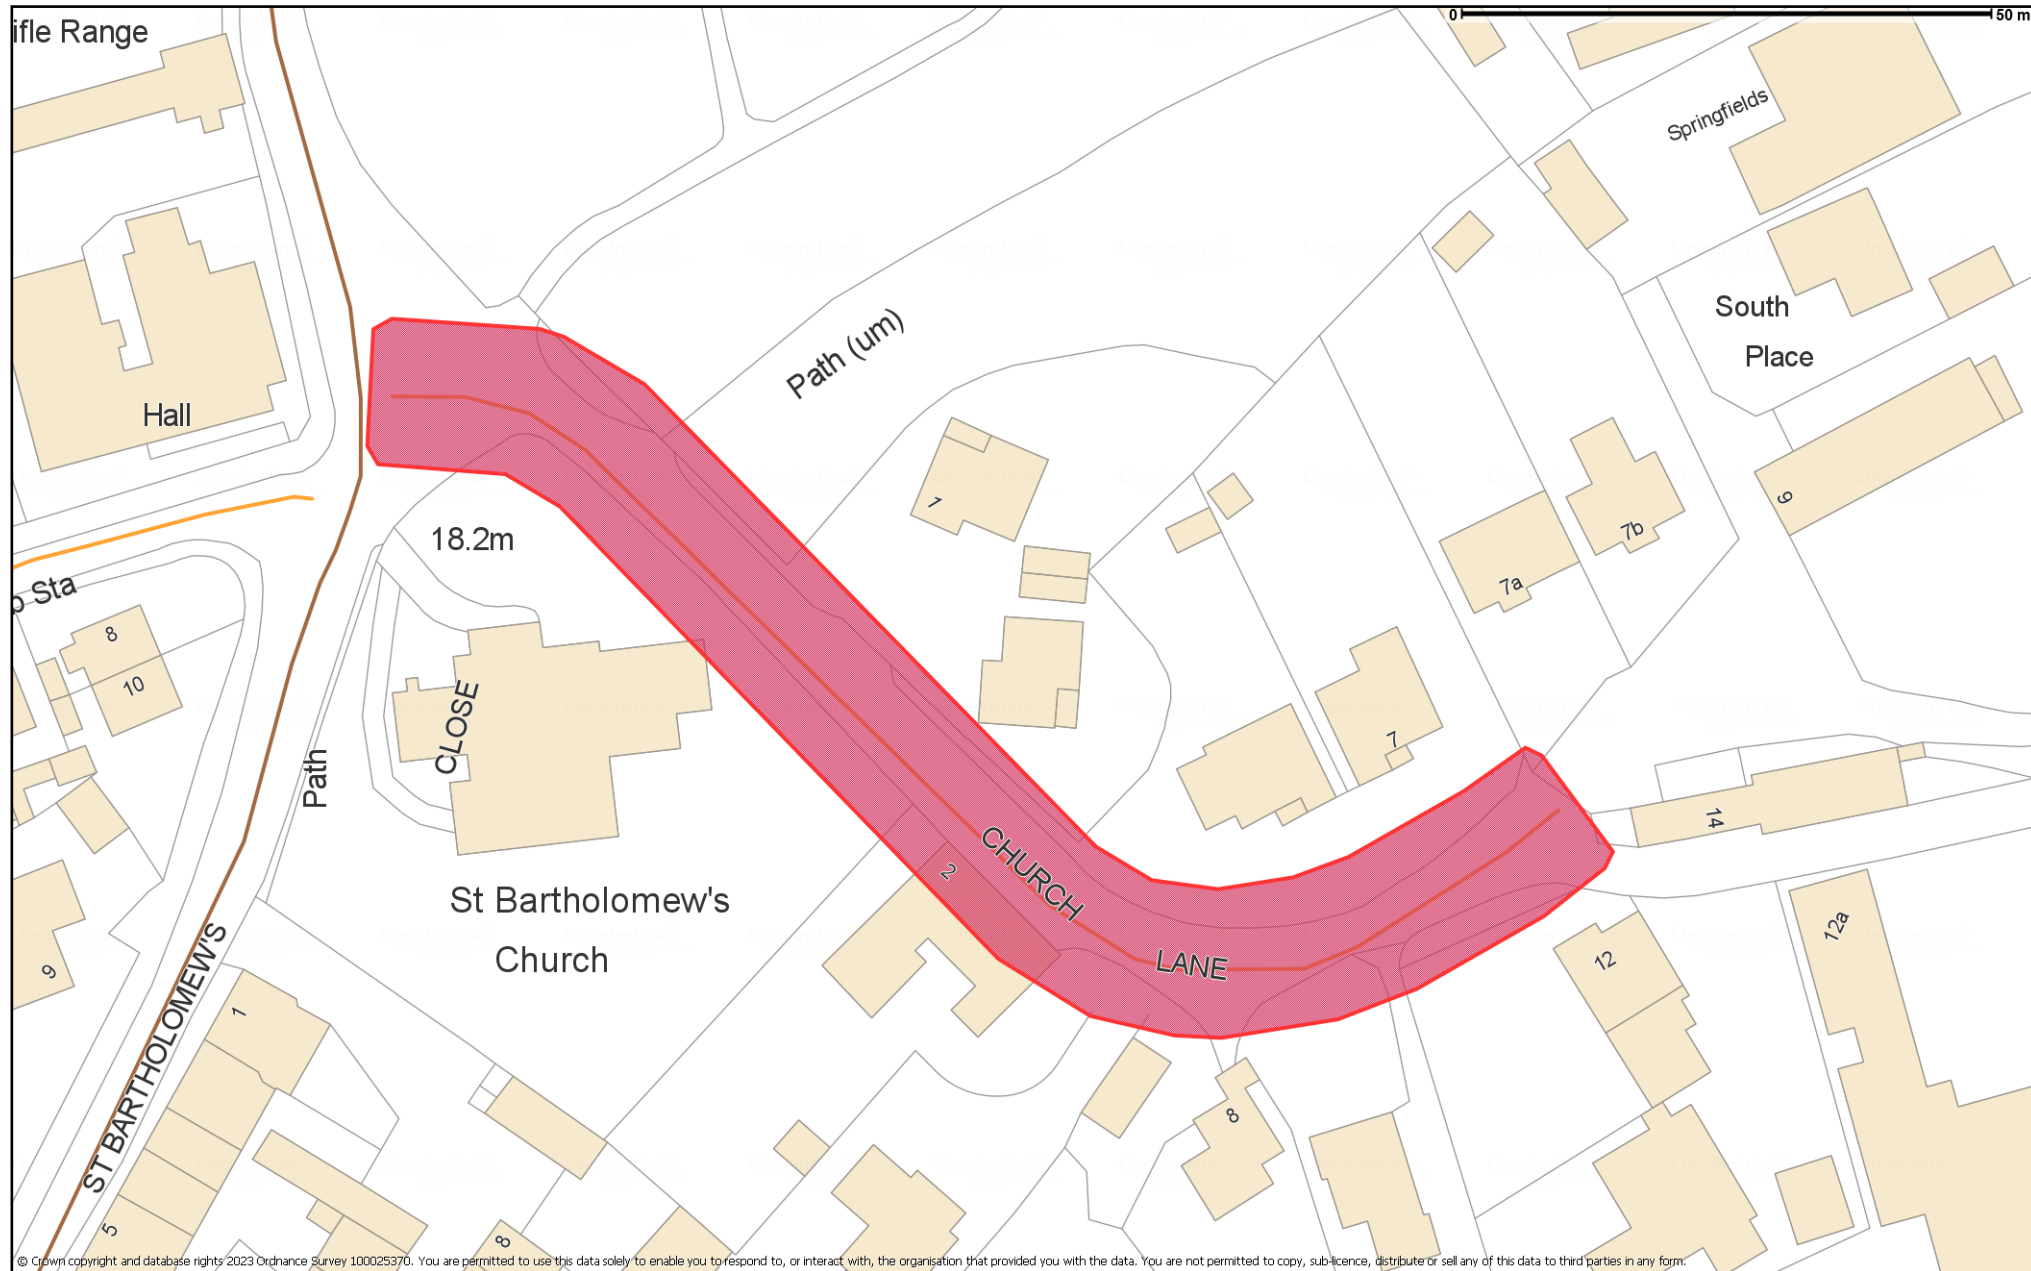 ifle Range
0 50 m
Springfields
South
Place
Hall
Path (um)
1
18.2m
9
7b
7a
Sta
8
10
CLOSE
7
Path
14
CHURCH
2
St Bartholomew's
Church
LANE
12a
12
9
ST BARTHOLOMEW'S
1
8
5
8
© Crown copyright and database rights 2023 Ordnance Survey 100025370. You are permitted to use this data solely to enable you to respond to, or interact with, the organisation that provided you with the data. You are not permitted to copy, sub-licence, distribute or sell any of this data to third parties in any form.